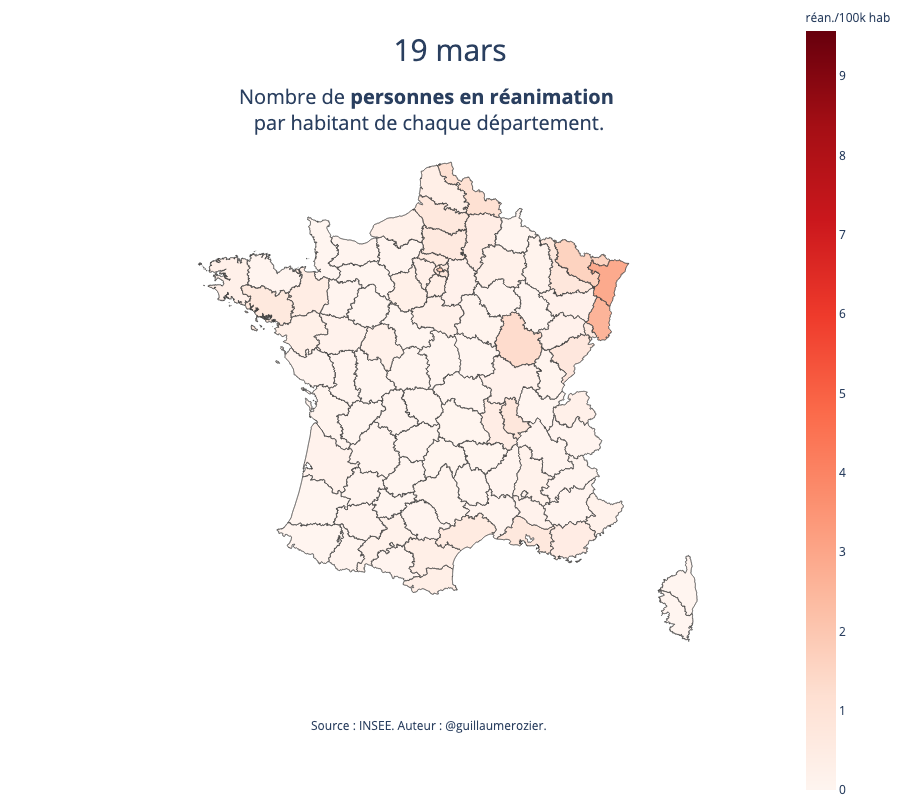 réan./100k hab
19 mars
Nombre de personnes en réanimation
par habitant de chaque département.
9
8
7
6
5
4
3
2
1
0
Source : INSEE. Auteur : @guillaumerozier.